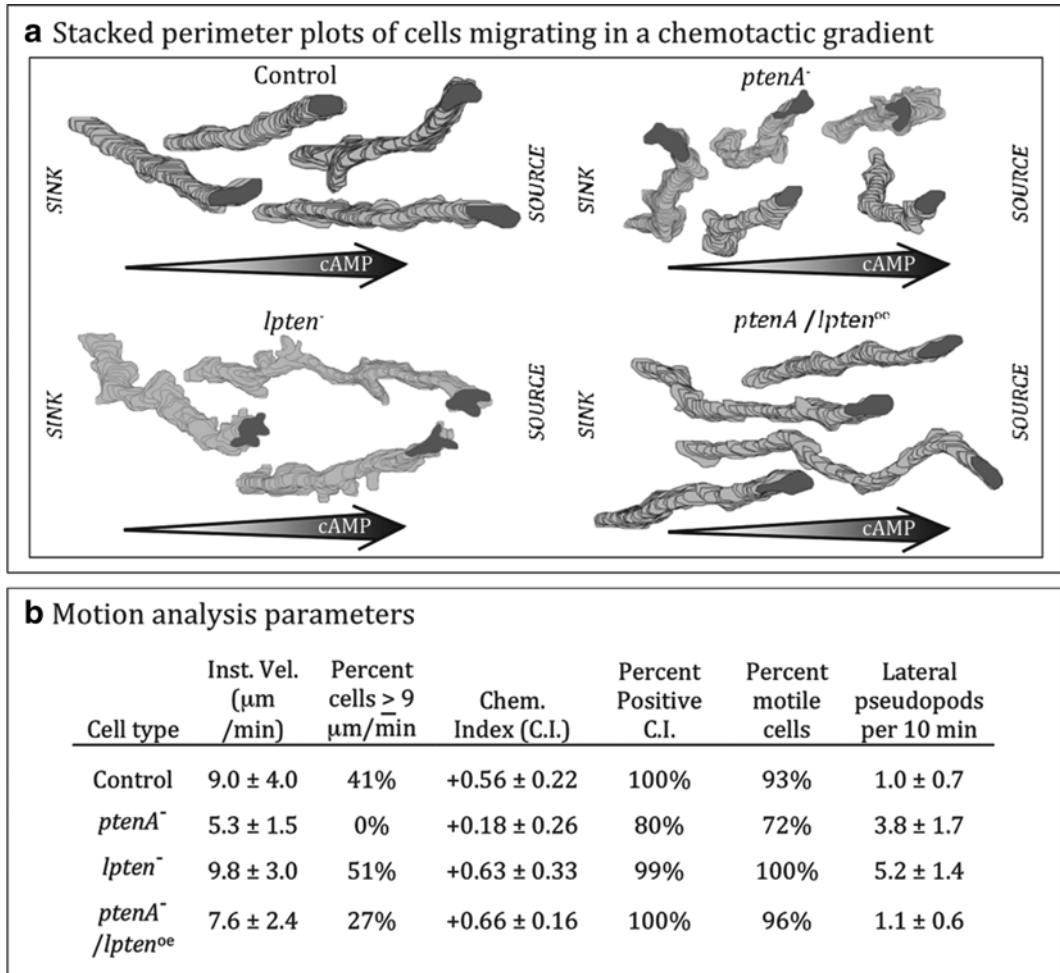 a Stacked perimeter plots of cells migrating in a chemotactic gradient
Control
SINK
SOURCE
cAMP
ptenA⁻
SINK
SOURCE
cAMP
lpten⁻
SINK
SOURCE
cAMP
ptenA /lptenᵒᵉ
SINK
SOURCE
cAMP
b Motion analysis parameters
Cell type Inst. Vel. (μm /min) Percent cells ≥ 9 μm/min Chem. Index (C.I.) Percent Positive C.I. Percent motile cells Lateral pseudopods per 10 min
Control 9.0 ± 4.0 41% +0.56 ± 0.22 100% 93% 1.0 ± 0.7
ptenA⁻ 5.3 ± 1.5 0% +0.18 ± 0.26 80% 72% 3.8 ± 1.7
lpten⁻ 9.8 ± 3.0 51% +0.63 ± 0.33 99% 100% 5.2 ± 1.4
ptenA⁻ /lptenᵒᵉ 7.6 ± 2.4 27% +0.66 ± 0.16 100% 96% 1.1 ± 0.6